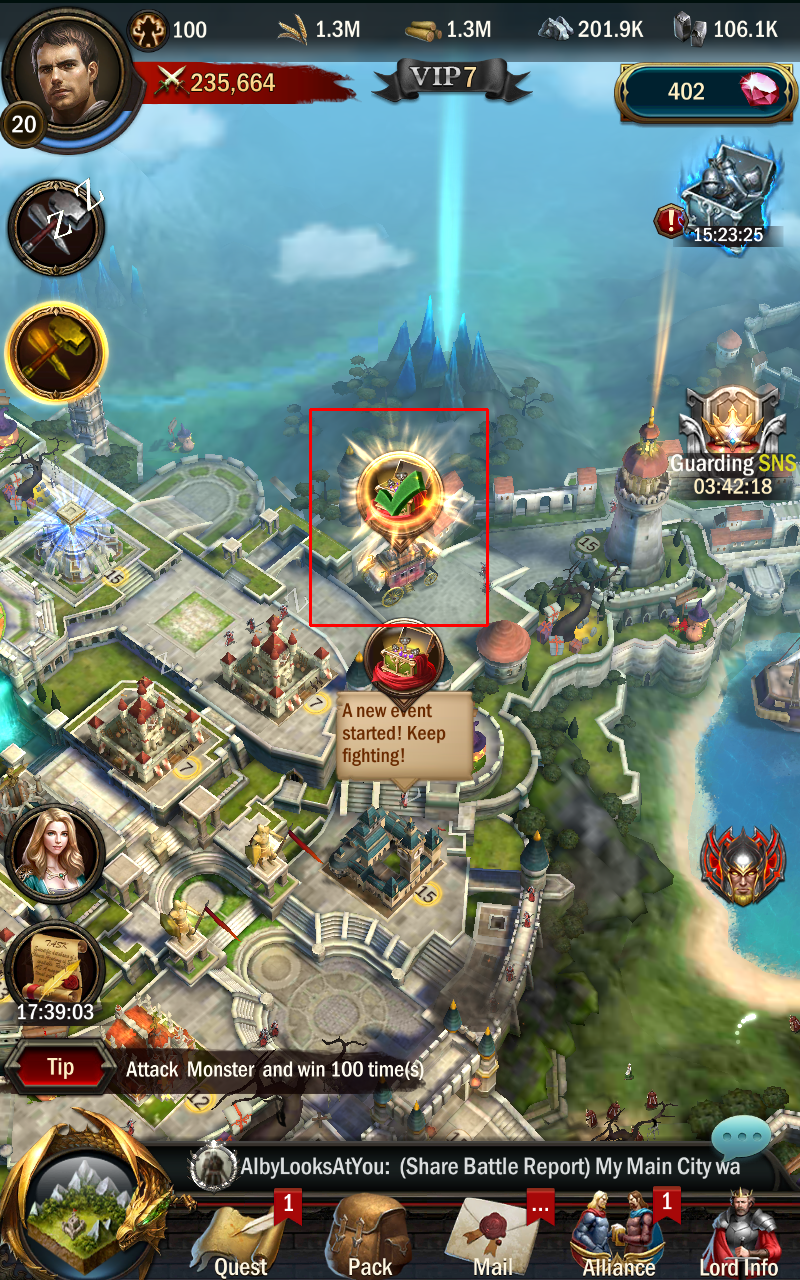 100
1.3M
1.3M
201.9K
106.1K
235,664
VIP7
402
20
Z
Z
15:23:25
Guarding SNS
03:42:18
15
15
7
7
A new event
started! Keep
fighting!
15
TASK
17:39:03
Tip
Attack Monster and win 100 time(s)
12
AlbyLooksAtYou: (Share Battle Report) My Main City wa
1
...
1
Quest
Pack
Mail
Alliance
Lord Info